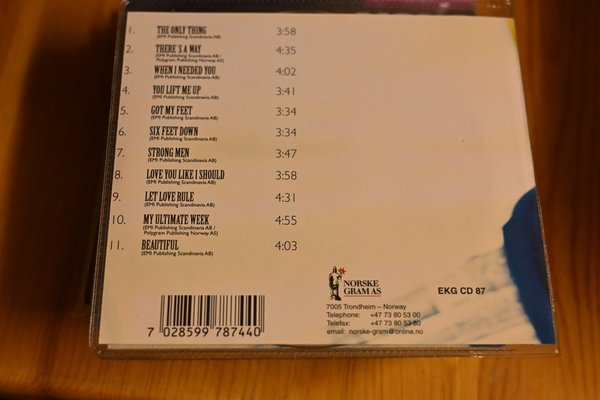 1. THE ONLY THING 3:58
(EMI Publishing Scandinavia AB)
2. THERE'S A WAY 4:35
(EMI Publishing Scandinavia AB /
Polygram Publishing Norway AS)
3. WHEN I NEEDED YOU 4:02
(EMI Publishing Scandinavia AB)
4. YOU LIFT ME UP 3:41
(EMI Publishing Scandinavia AB)
5. GOT MY FEET 3:34
(EMI Publishing Scandinavia AB)
6. SIX FEET DOWN 3:34
(EMI Publishing Scandinavia AB)
7. STRONG MEN 3:47
(EMI Publishing Scandinavia AB)
8. LOVE YOU LIKE I SHOULD 3:58
(EMI Publishing Scandinavia AB)
9. LET LOVE RULE 4:31
(EMI Publishing Scandinavia AB)
10. MY ULTIMATE WEEK 4:55
(EMI Publishing Scandinavia AB /
Polygram Publishing Norway AS)
11. BEAUTIFUL 4:03
(EMI Publishing Scandinavia AB)
NORSKE
GRAM AS
EKG CD 87
7005 Trondheim – Norway
Telephone: +47 73 80 53 00
Telefax: +47 73 80 53 60
email: norske-gram@online.no
7 028599 787440